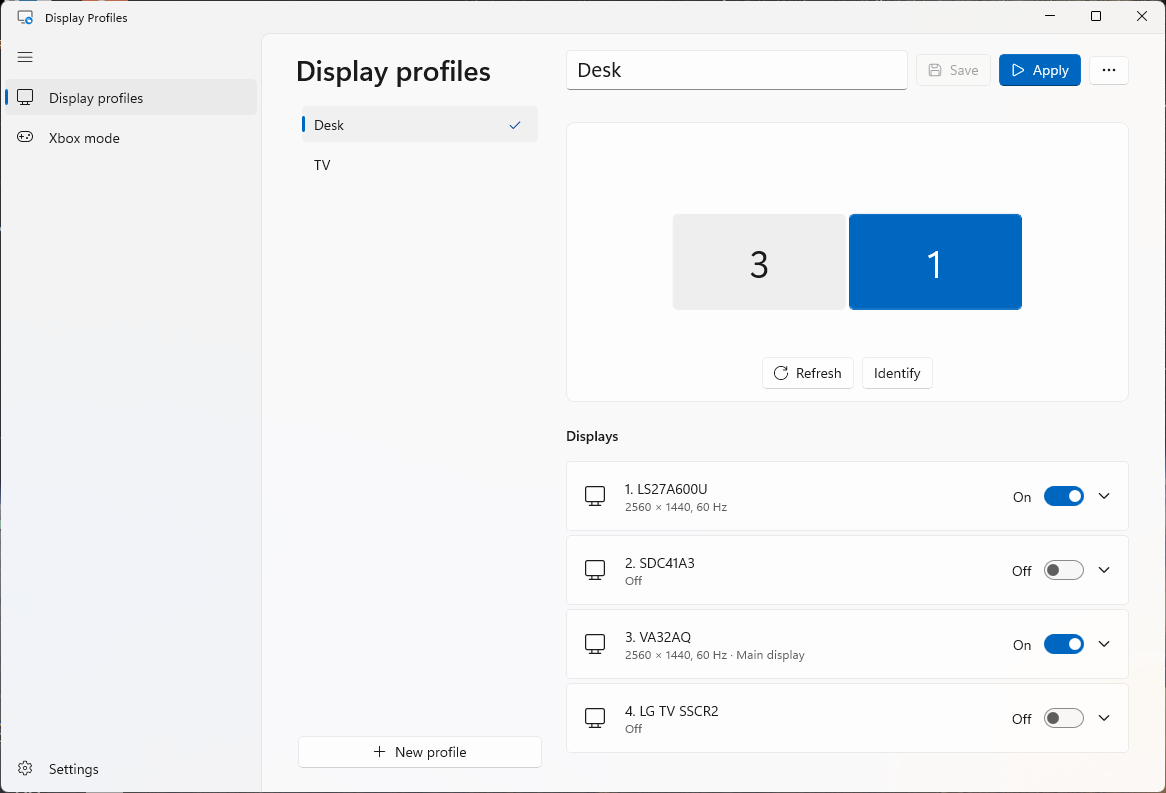 Display Profiles
Display profiles
Xbox mode
Settings
Display profiles
Desk
TV
New profile
Desk
Save
Apply
3
1
Refresh
Identify
Displays
1. LS27A600U
2560 × 1440, 60 Hz
On
2. SDC41A3
Off
Off
3. VA32AQ
2560 × 1440, 60 Hz · Main display
On
4. LG TV SSCR2
Off
Off